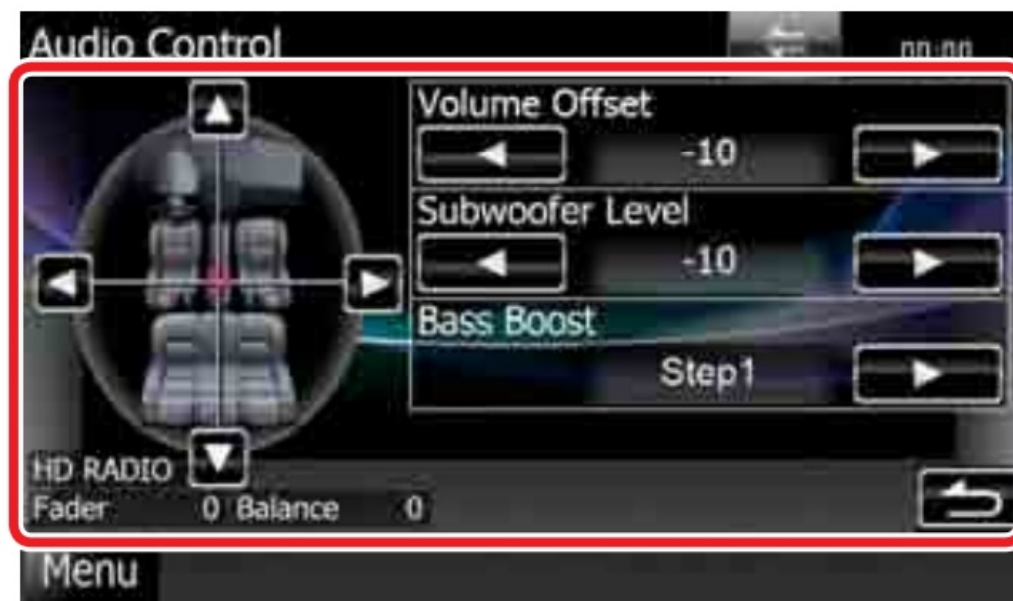 Audio Control
00:00
Volume Offset
-10
Subwoofer Level
-10
Bass Boost
Step1
HD RADIO
Fader 0 Balance 0
Menu